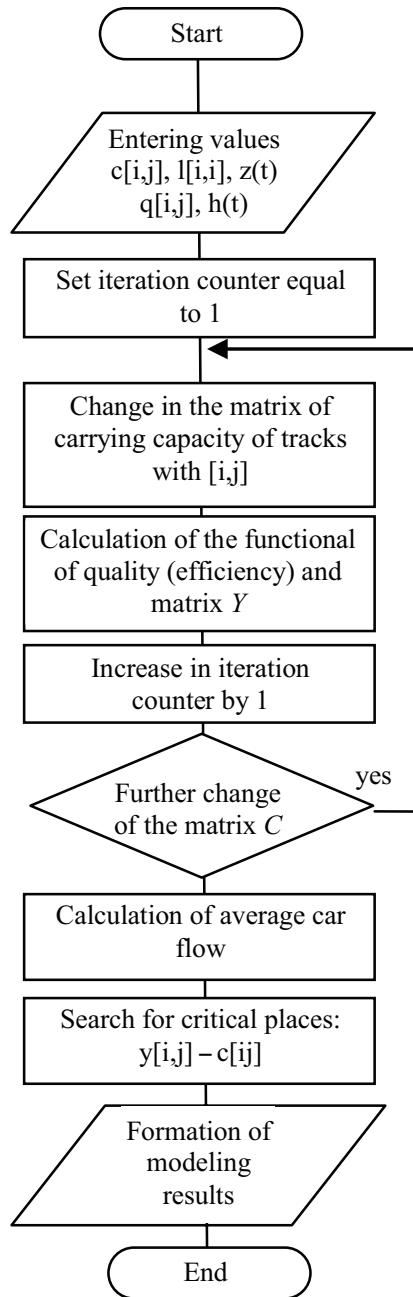 Start
Entering values
c[i,j], l[i,i], z(t)
q[i,j], h(t)
Set iteration counter equal
to 1
Change in the matrix of
carrying capacity of tracks
with [i,j]
Calculation of the functional
of quality (efficiency) and
matrix Y
Increase in iteration
counter by 1
yes
Further change
of the matrix C
Calculation of average car
flow
Search for critical places:
y[i,j] – c[ij]
Formation of
modeling
results
End